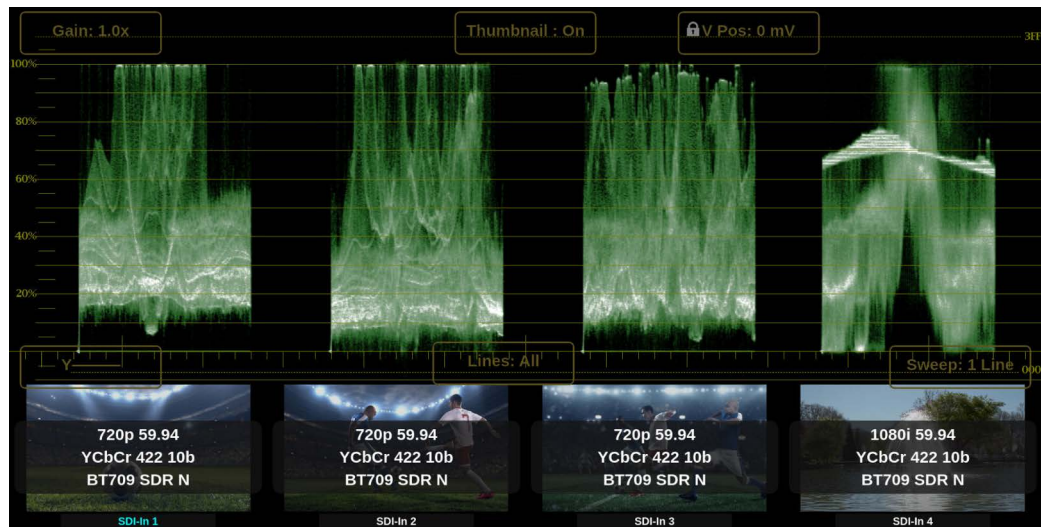 Gain: 1.0x
Thumbnail : On
V Pos: 0 mV
3FF
100%
80%
60%
40%
20%
Y
Lines: All
Sweep: 1 Line
000
720p 59.94
YCbCr 422 10b
BT709 SDR N
SDI-In 1
720p 59.94
YCbCr 422 10b
BT709 SDR N
SDI-In 2
720p 59.94
YCbCr 422 10b
BT709 SDR N
SDI-In 3
1080i 59.94
YCbCr 422 10b
BT709 SDR N
SDI-In 4